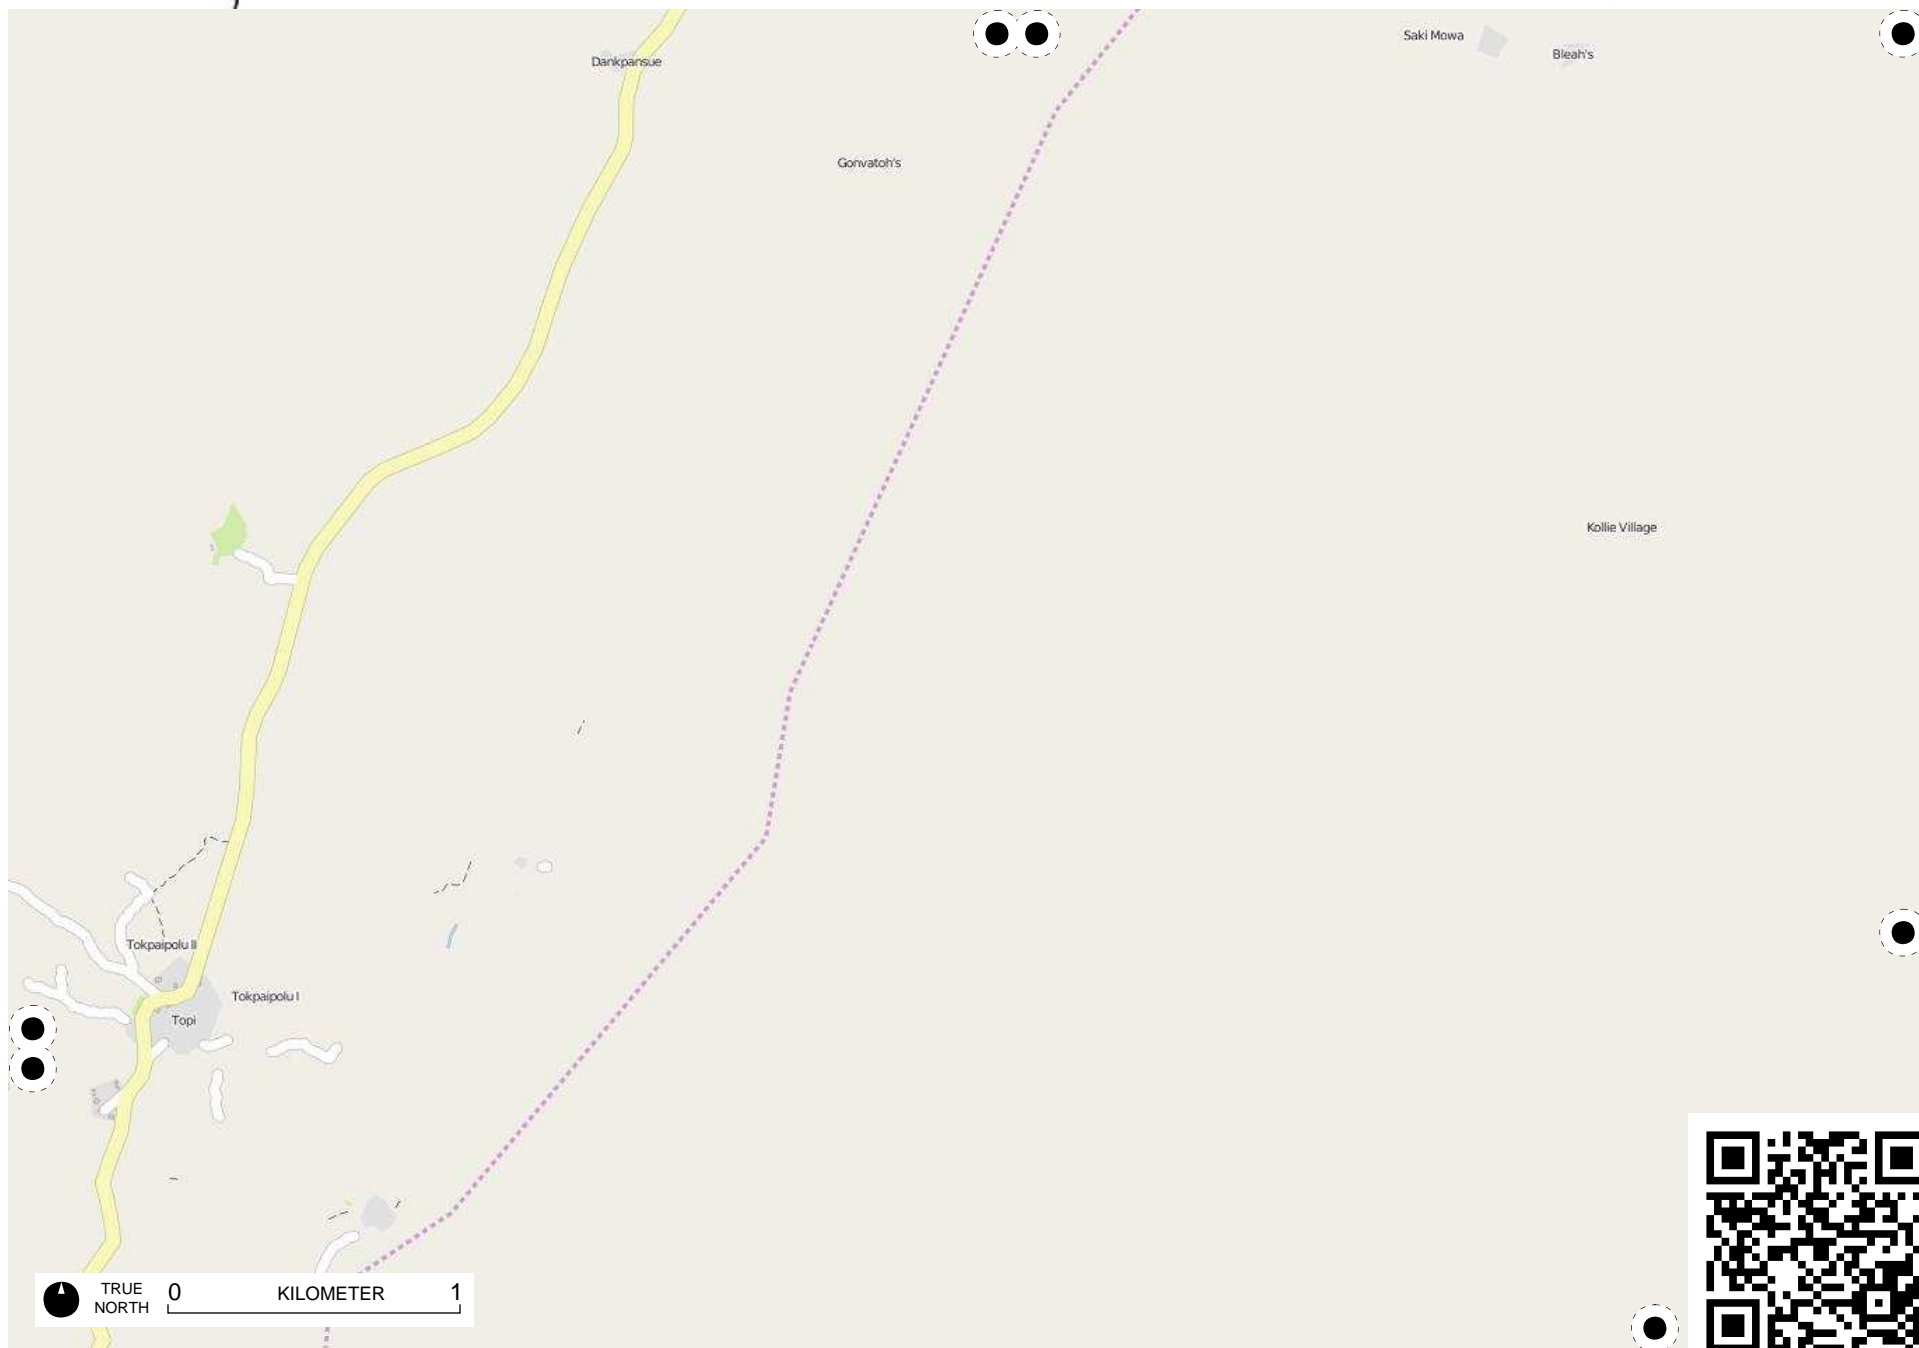 Saki Mowa
Bleah's
Dankpansue
Gonvatoh's
Kollie Village
Tokpaipolu II
Tokpaipolu I
Topi
TRUE
NORTH
0 KILOMETER 1